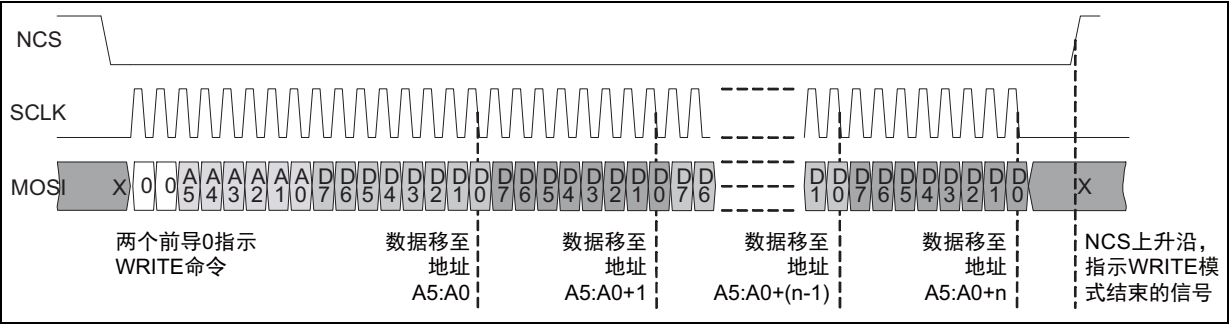 NCS
SCLK
MOSI X 0 0 A5 A4 A3 A2 A1 A0 D7 D6 D5 D4 D3 D2 D1 D0 D7 D6 D5 D4 D3 D2 D1 D0 D7 D6 D1 D0 D7 D6 D5 D4 D3 D2 D1 D0 X
两个前导0指示
WRITE命令
数据移至
地址
A5:A0
数据移至
地址
A5:A0+1
数据移至
地址
A5:A0+(n-1)
数据移至
地址
A5:A0+n
NCS上升沿，
指示WRITE模
式结束的信号